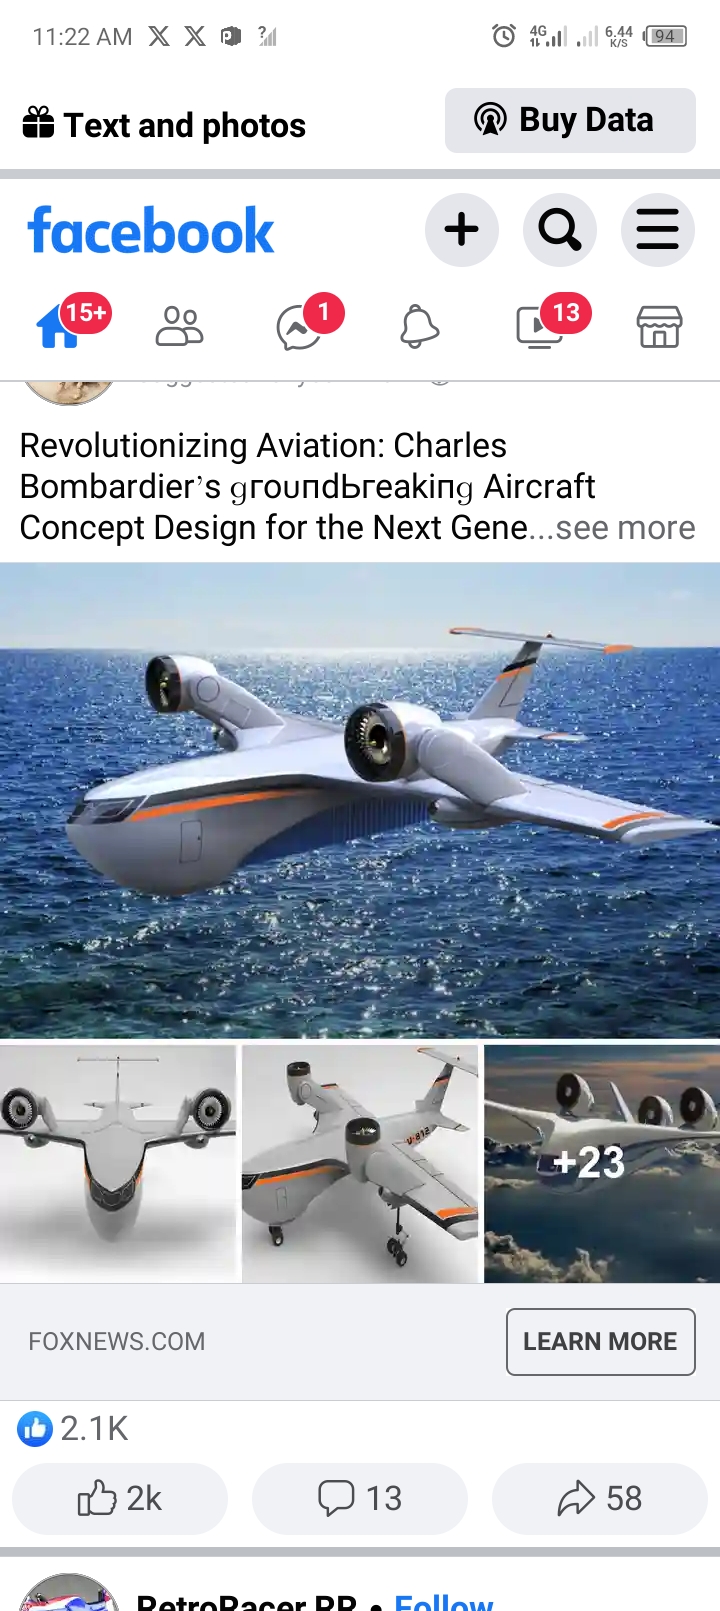 11:22 AM
4G
6.44
K/S
94
Text and photos
Buy Data
facebook
15+
1
13
Revolutionizing Aviation: Charles
Bombardier’s ɡгoᴜпdЬгeakіпɡ Aircraft
Concept Design for the Next Gene...see more
V-812
+23
FOXNEWS.COM
LEARN MORE
2.1K
2k
13
58
RetroRacer RR • Follow